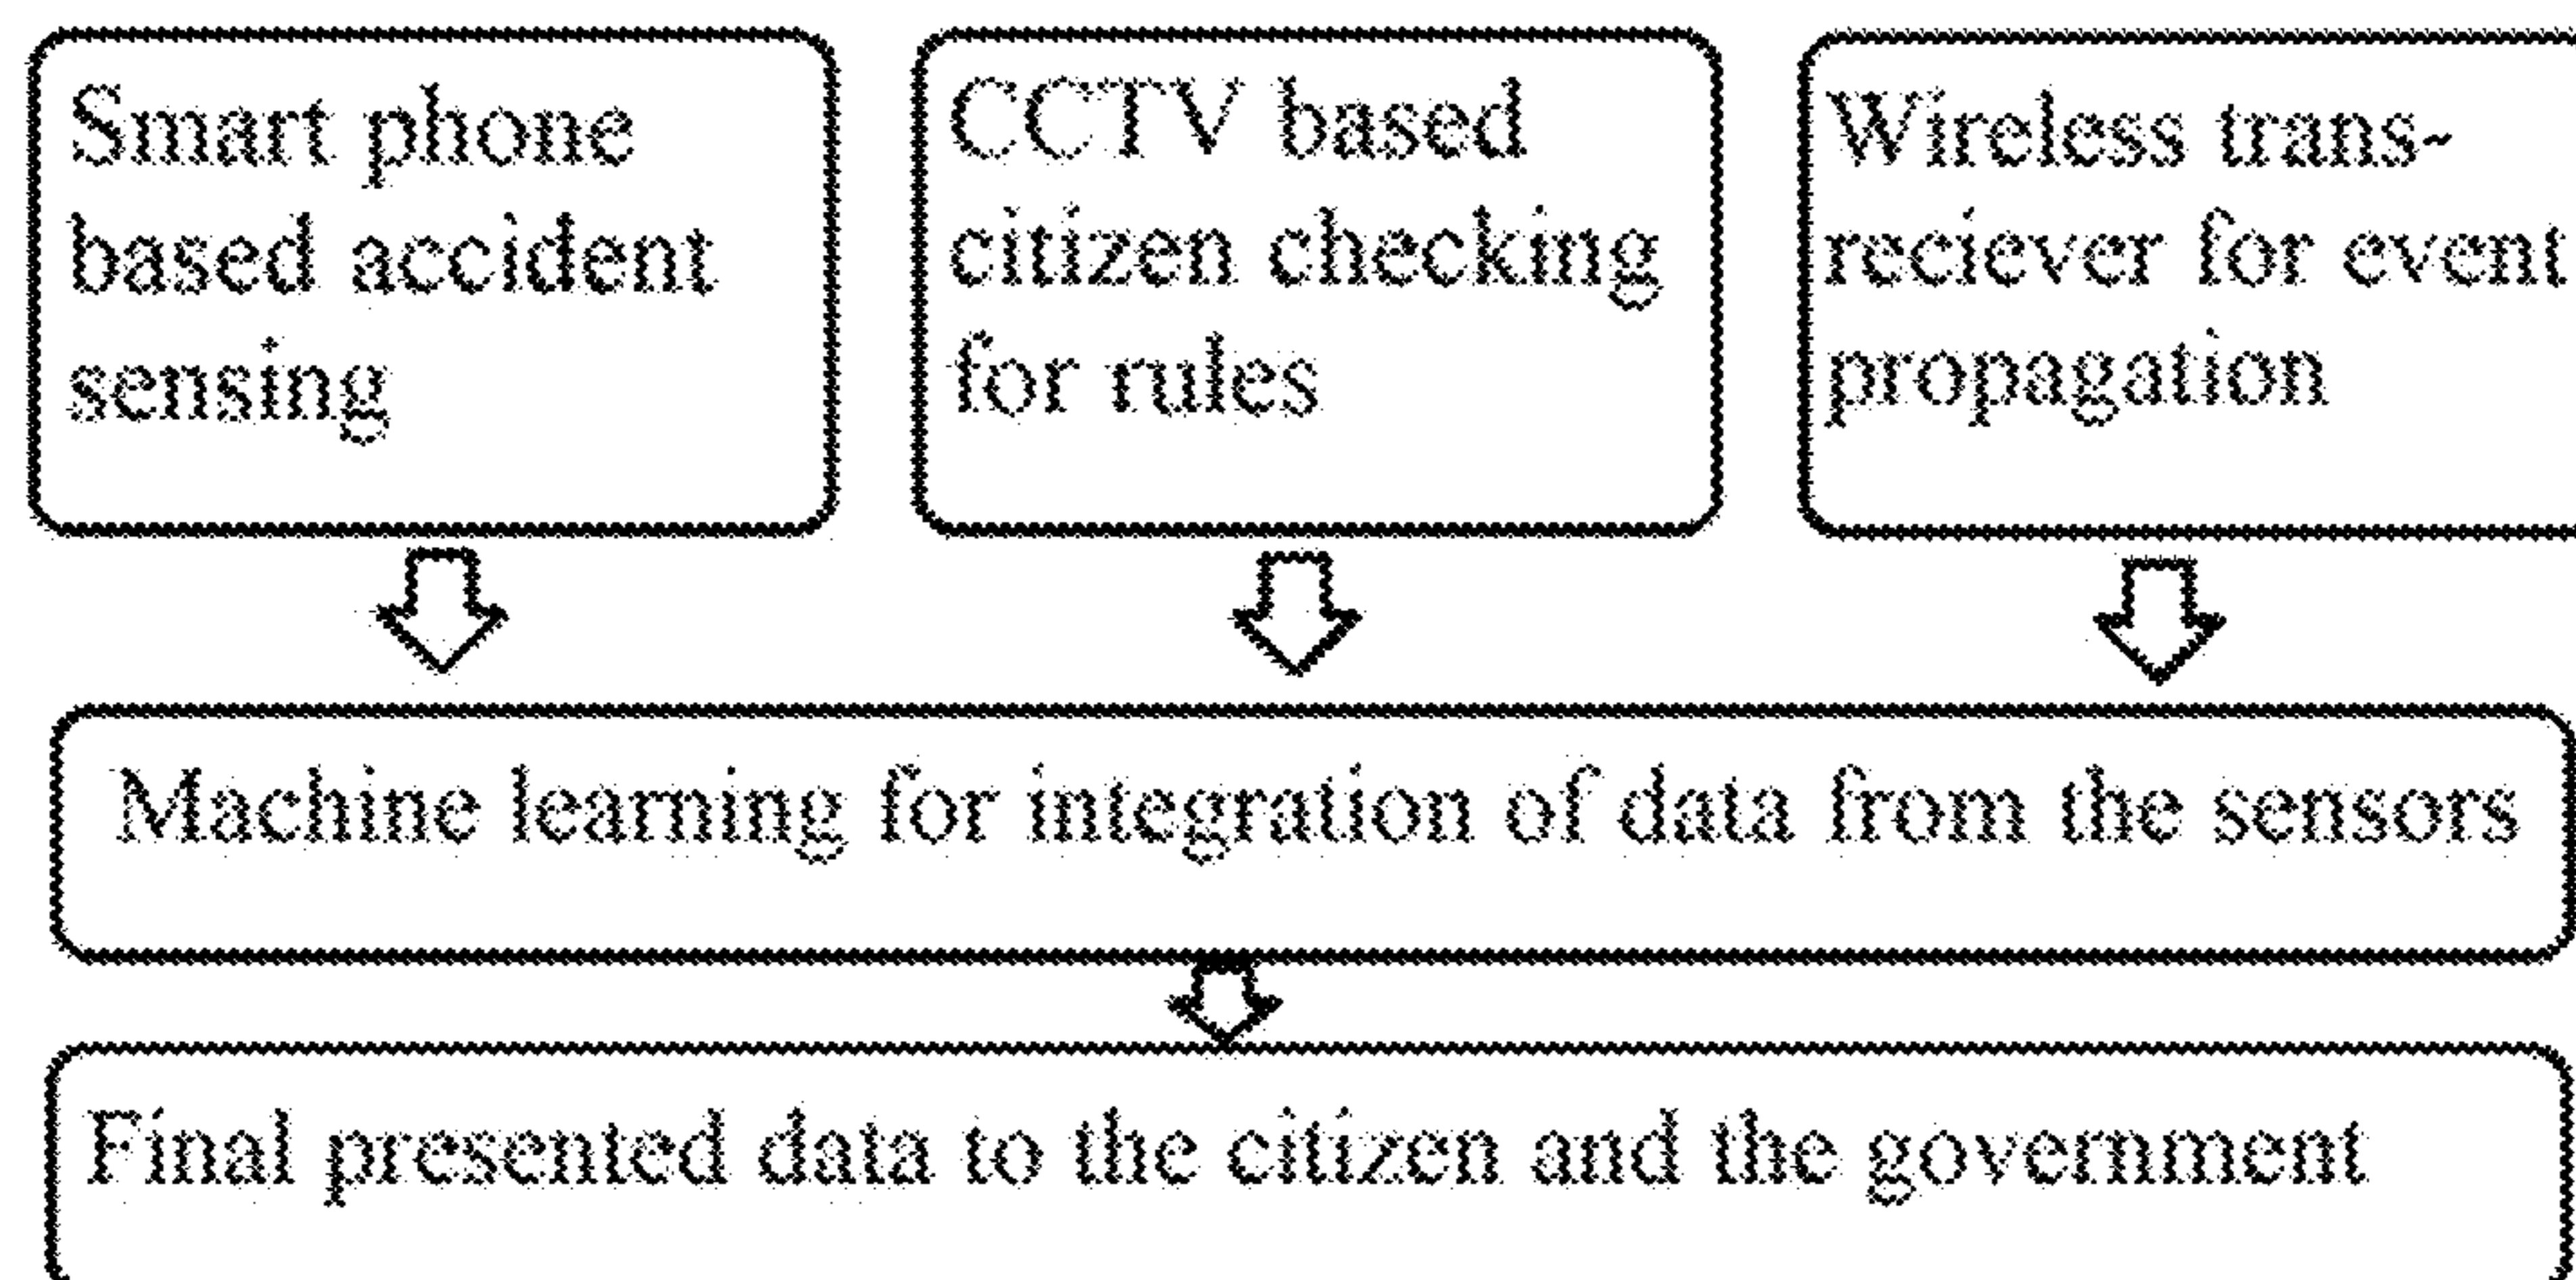 Smart phone
based accident
sensing
CCTV based
citizen checking
for rules
Wireless trans-
reciever for event
propagation
Machine learning for integration of data from the sensors
Final presented data to the citizen and the government